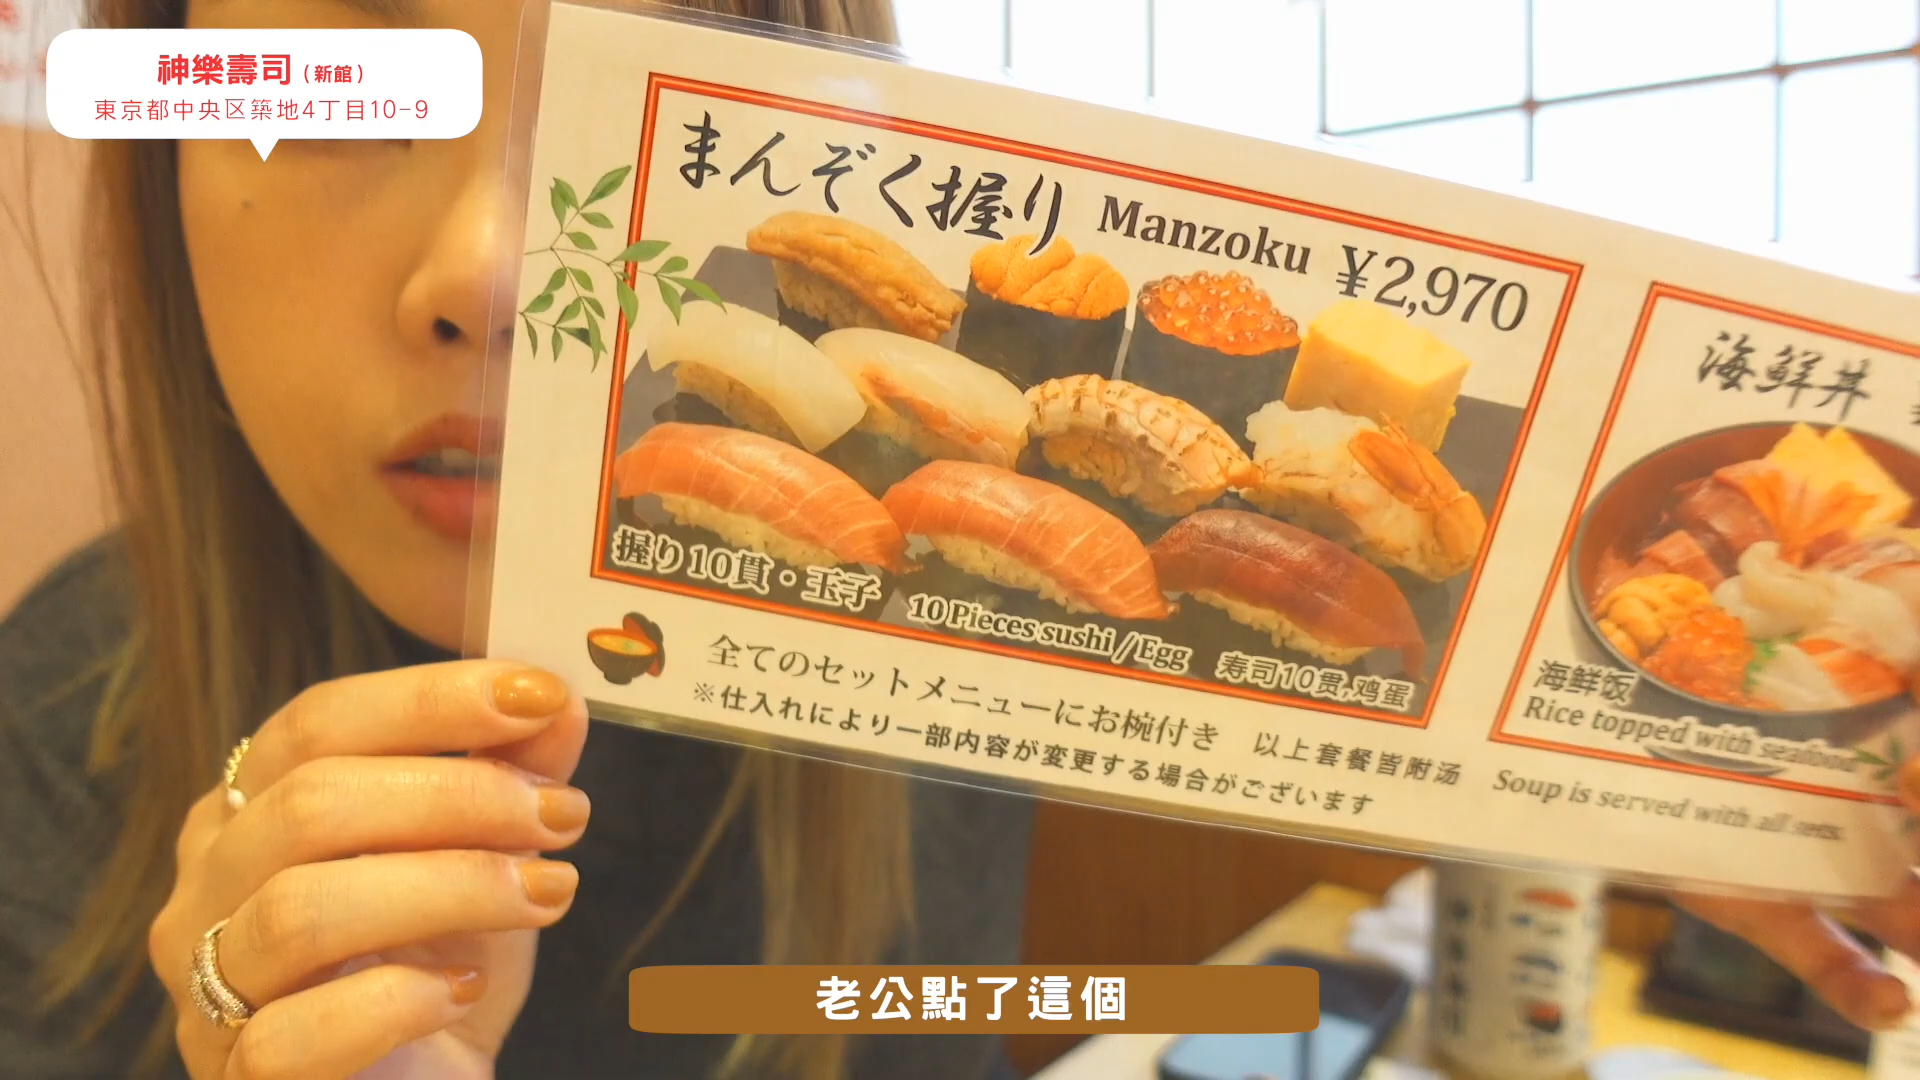 神樂壽司（新館）
東京都中央区築地4丁目10-9
まんぞく握り Manzoku ¥2,970
握り10貫・玉子 10 Pieces sushi / Egg 寿司10贯,鸡蛋
海鮮丼
海鲜饭
Rice topped with seafood
全てのセットメニューにお椀付き 以上套餐皆附汤 Soup is served with all sets.
※仕入れにより一部内容が変更する場合がございます
老公點了這個